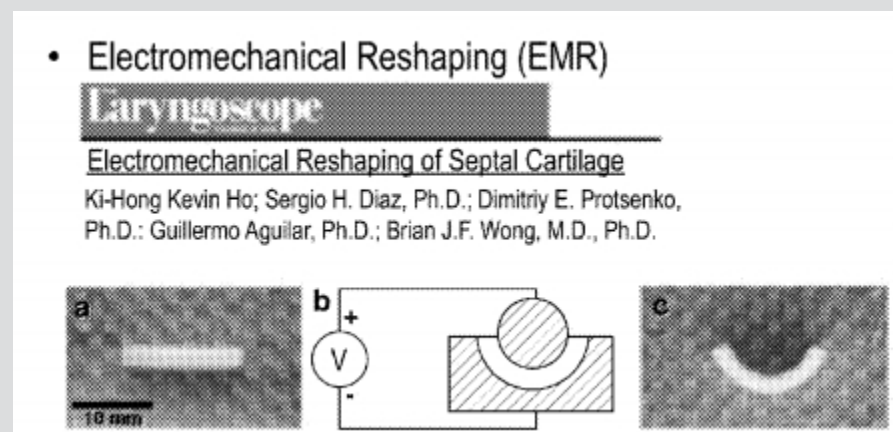 • Electromechanical Reshaping (EMR)
Laryngoscope
Electromechanical Reshaping of Septal Cartilage
Ki-Hong Kevin Ho; Sergio H. Diaz, Ph.D.; Dimitriy E. Protsenko,
Ph.D.: Guillermo Aguilar, Ph.D.; Brian J.F. Wong, M.D., Ph.D.
a b c
+
V
-
10 mm